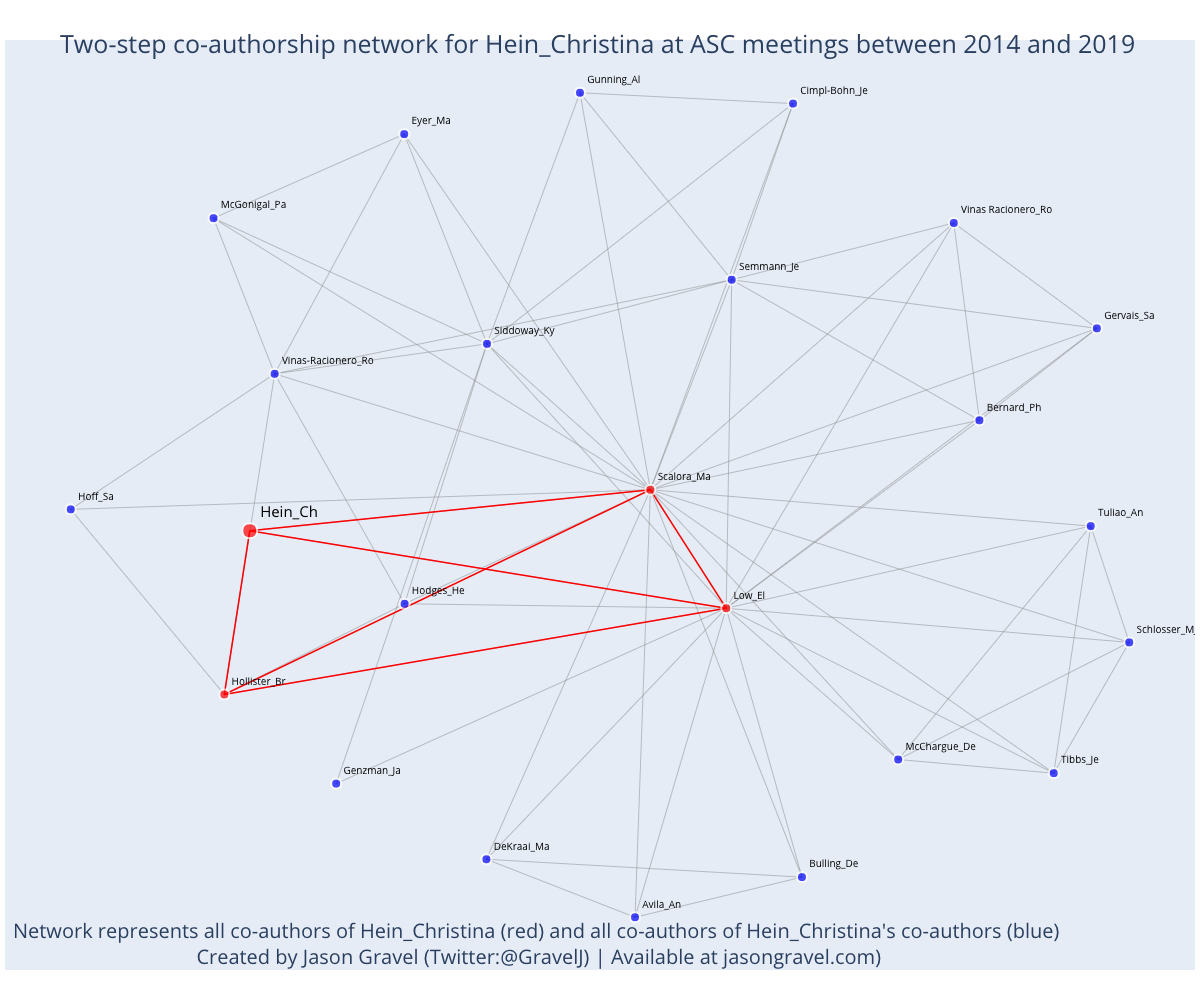 Two-step co-authorship network for Hein_Christina at ASC meetings between 2014 and 2019
Gunning_Al
Cimpl-Bohn_Je
Eyer_Ma
McGonigal_Pa
Vinas Racionero_Ro
Semmann_Je
Gervais_Sa
Siddoway_Ky
Vinas-Racionero_Ro
Bernard_Ph
Scalora_Ma
Hoff_Sa
Hein_Ch
Tuliao_An
Hodges_He
Low_El
Schlosser_M
Hollister_Br
McChargue_De
Tibbs_Je
Genzman_Ja
DeKraai_Ma
Bulling_De
Avila_An
Network represents all co-authors of Hein_Christina (red) and all co-authors of Hein_Christina's co-authors (blue)
Created by Jason Gravel (Twitter:@GravelJ) | Available at jasongravel.com)